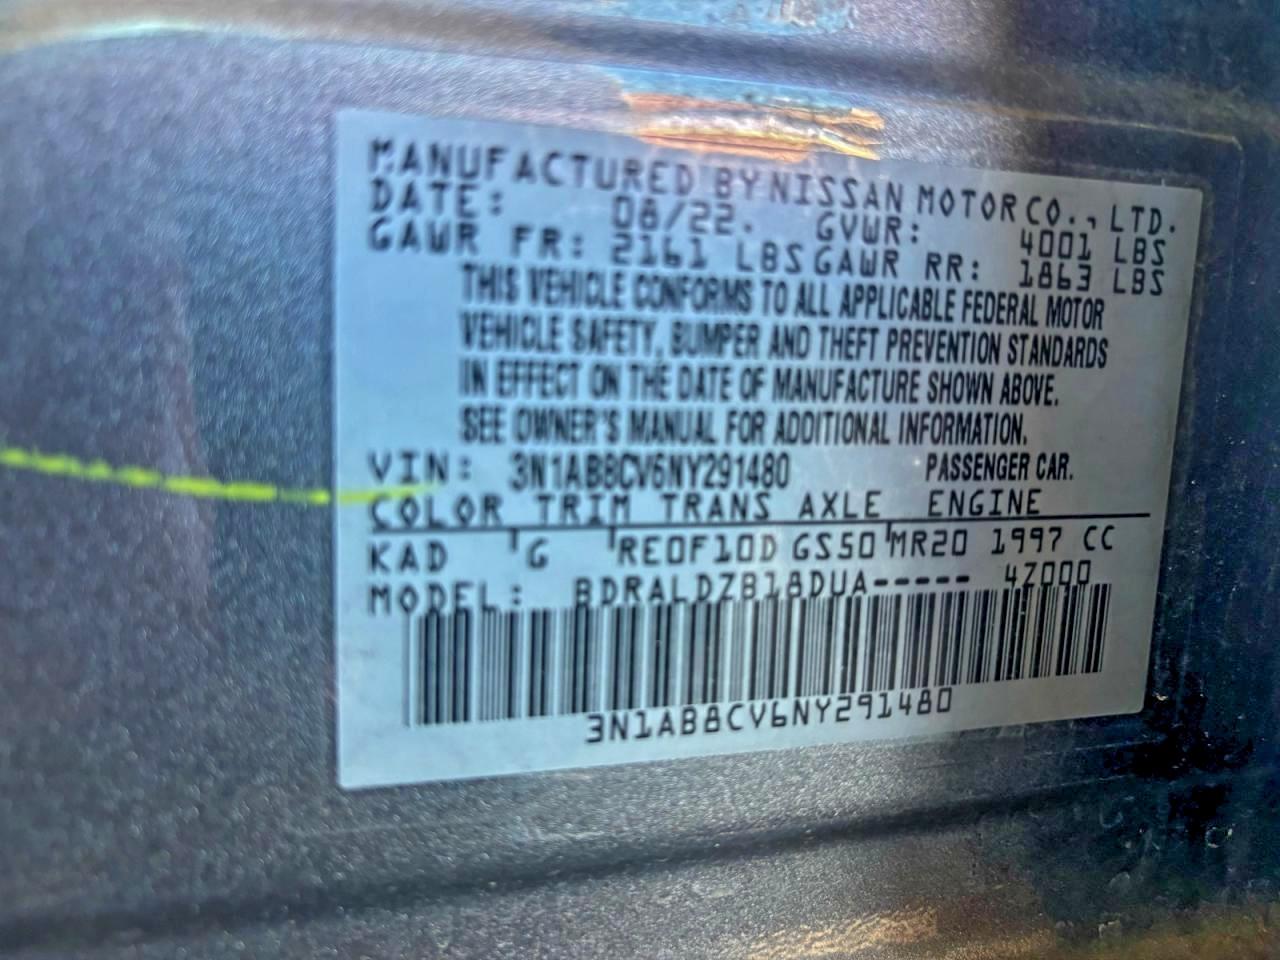 MANUFACTURED BY NISSAN MOTOR CO., LTD.
DATE: 08/22. GVWR: 4001 LBS
GAWR FR: 2161 LBS GAWR RR: 1863 LBS
THIS VEHICLE CONFORMS TO ALL APPLICABLE FEDERAL MOTOR
VEHICLE SAFETY, BUMPER AND THEFT PREVENTION STANDARDS
IN EFFECT ON THE DATE OF MANUFACTURE SHOWN ABOVE.
SEE OWNER'S MANUAL FOR ADDITIONAL INFORMATION.
VIN: 3N1AB8CV6NY291480 PASSENGER CAR.
COLOR TRIM TRANS AXLE ENGINE
KAD G RE0F10D GS50 MR20 1997 CC
MODEL: BDRALDZB18DUA----- 4Z000
3N1AB8CV6NY291480